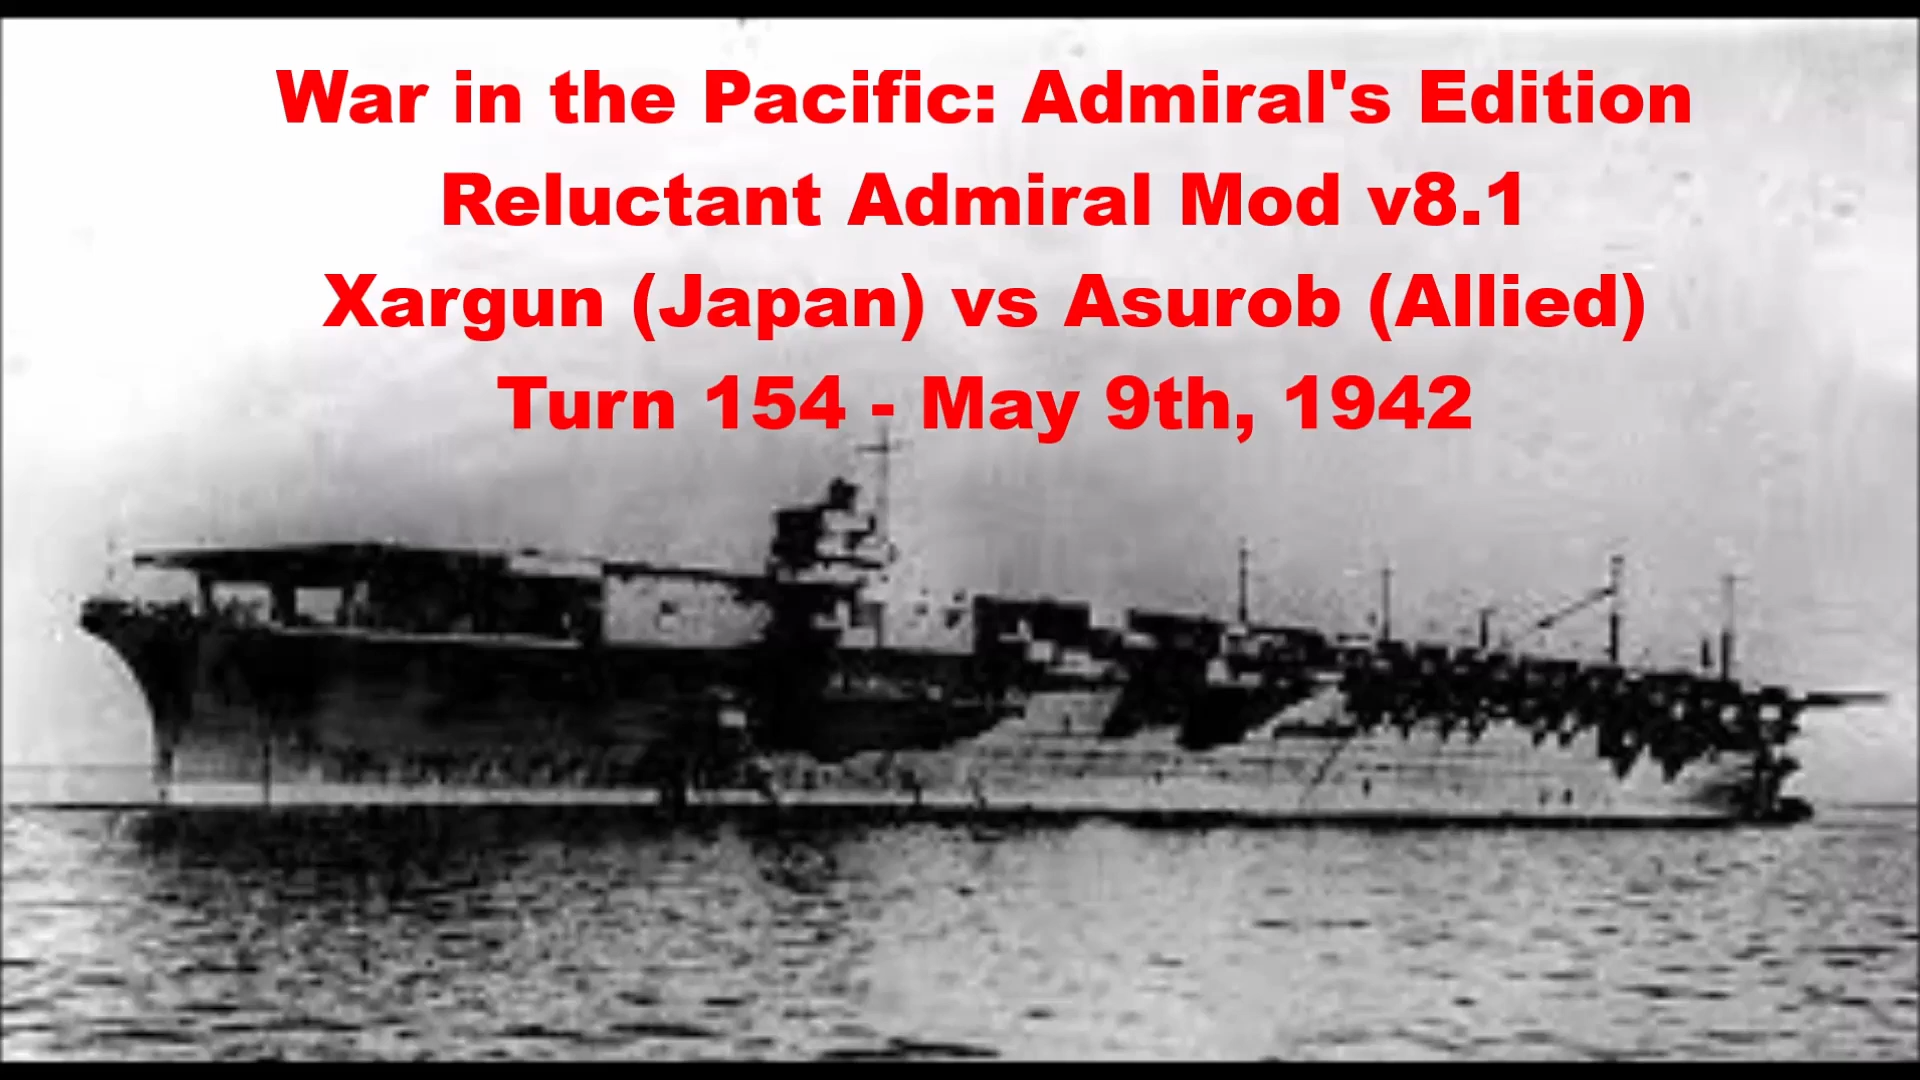 War in the Pacific: Admiral's Edition
Reluctant Admiral Mod v8.1
Xargun (Japan) vs Asurob (Allied)
Turn 154 - May 9th, 1942